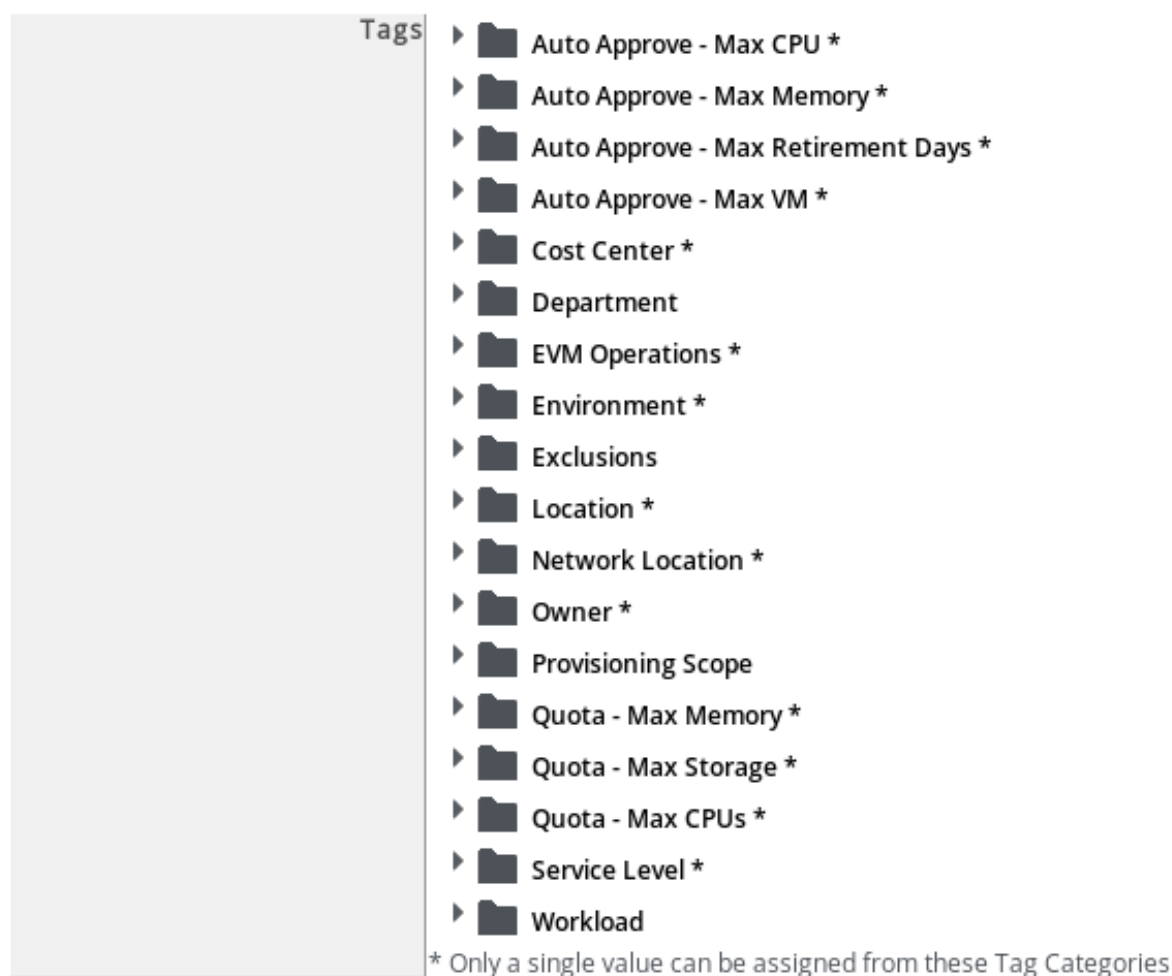 Tags
Auto Approve - Max CPU *
Auto Approve - Max Memory *
Auto Approve - Max Retirement Days *
Auto Approve - Max VM *
Cost Center *
Department
EVM Operations *
Environment *
Exclusions
Location *
Network Location *
Owner *
Provisioning Scope
Quota - Max Memory *
Quota - Max Storage *
Quota - Max CPUs *
Service Level *
Workload
* Only a single value can be assigned from these Tag Categories